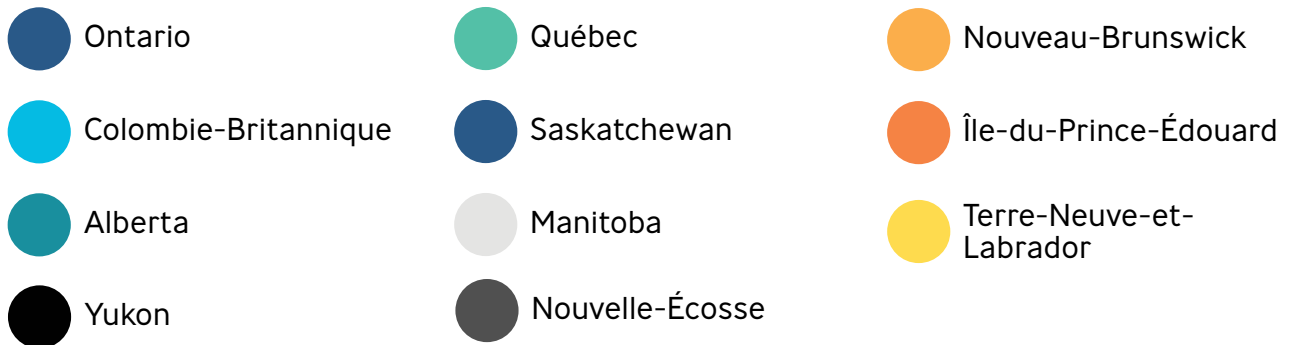 Ontario
Québec
Nouveau-Brunswick
Colombie-Britannique
Saskatchewan
Île-du-Prince-Édouard
Alberta
Manitoba
Terre-Neuve-et-
Labrador
Yukon
Nouvelle-Écosse